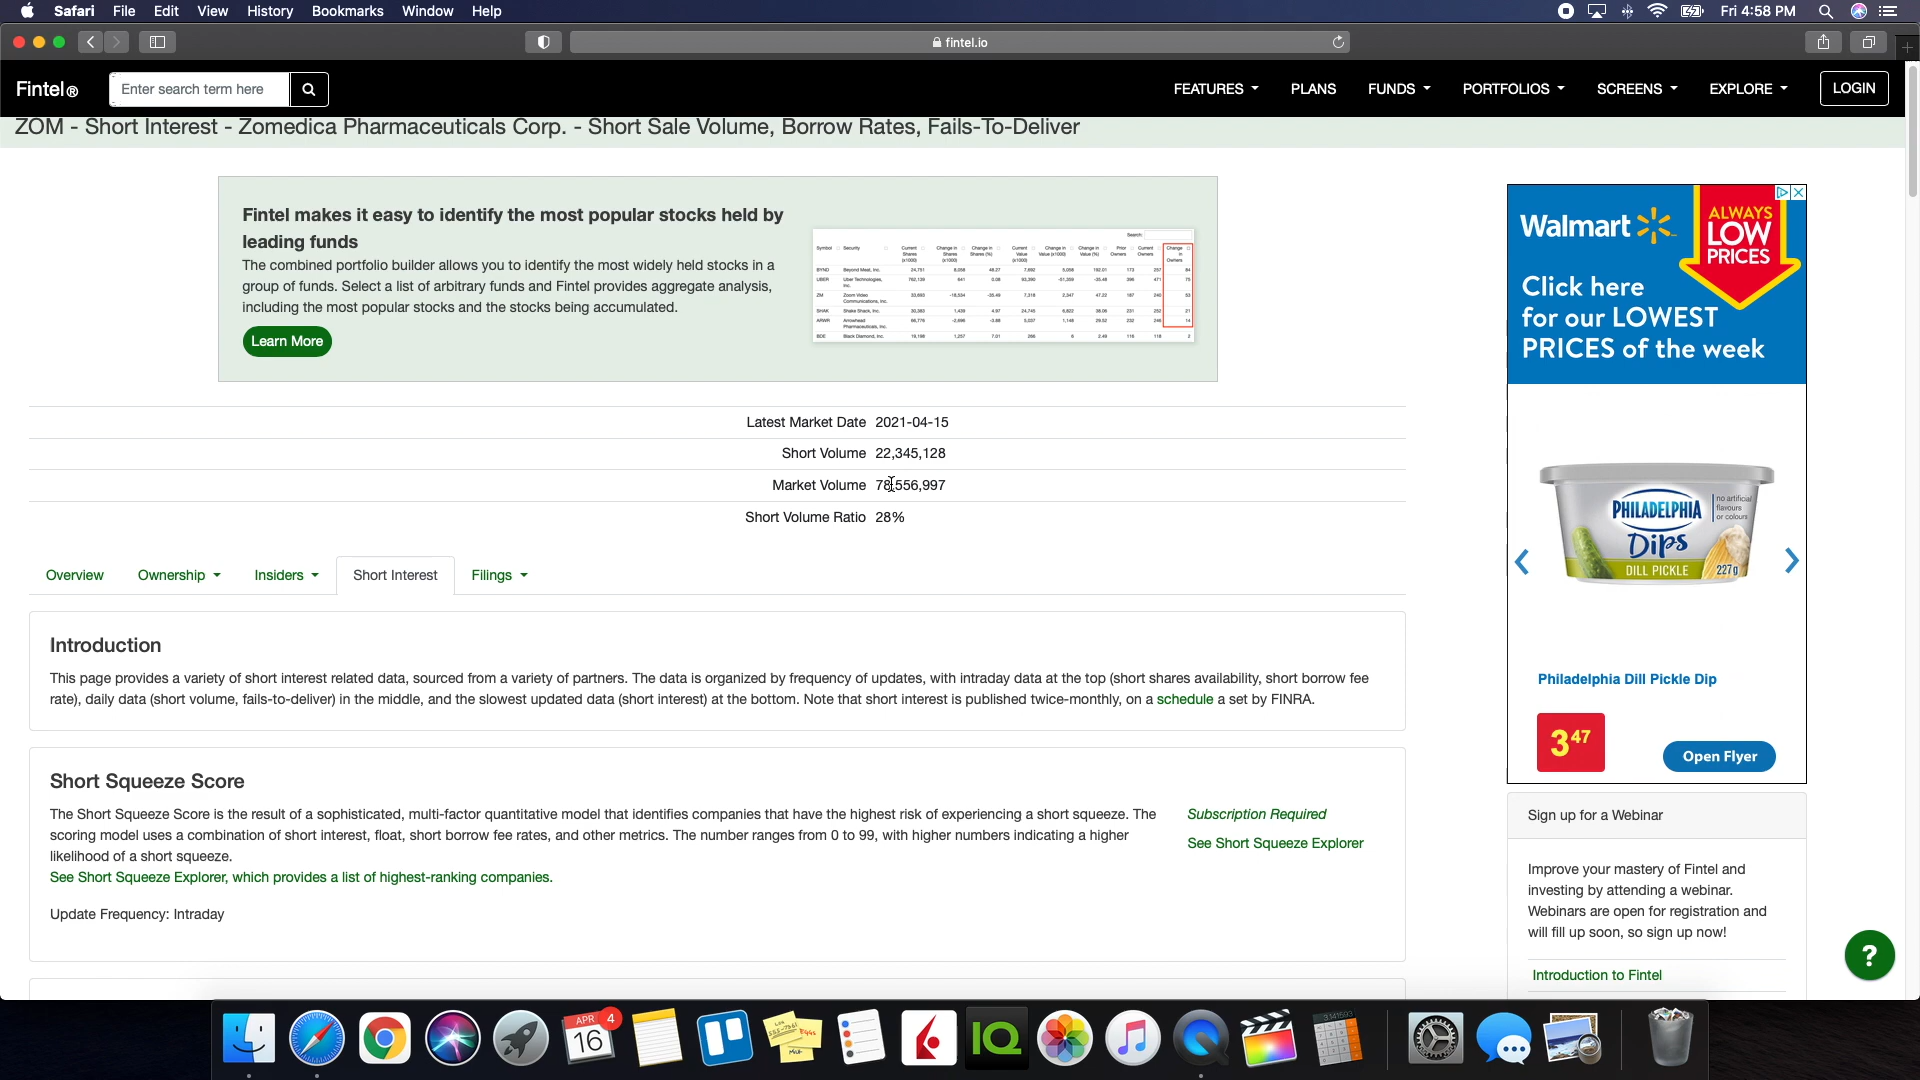 Safari File Edit View History Bookmarks Window Help
Fri 4:58 PM
fintel.io
Fintel® Enter search term here
FEATURES PLANS FUNDS PORTFOLIOS SCREENS EXPLORE LOGIN
ZOM - Short Interest - Zomedica Pharmaceuticals Corp. - Short Sale Volume, Borrow Rates, Fails-To-Deliver
Fintel makes it easy to identify the most popular stocks held by
leading funds
The combined portfolio builder allows you to identify the most widely held stocks in a
group of funds. Select a list of arbitrary funds and Fintel provides aggregate analysis,
including the most popular stocks and the stocks being accumulated.
Learn More
Latest Market Date 2021-04-15
Short Volume 22,345,128
Market Volume 78,556,997
Short Volume Ratio 28%
Overview Ownership Insiders Short Interest Filings
Introduction
This page provides a variety of short interest related data, sourced from a variety of partners. The data is organized by frequency of updates, with intraday data at the top (short shares availability, short borrow fee
rate), daily data (short volume, fails-to-deliver) in the middle, and the slowest updated data (short interest) at the bottom. Note that short interest is published twice-monthly, on a schedule a set by FINRA.
Short Squeeze Score
The Short Squeeze Score is the result of a sophisticated, multi-factor quantitative model that identifies companies that have the highest risk of experiencing a short squeeze. The
scoring model uses a combination of short interest, float, short borrow fee rates, and other metrics. The number ranges from 0 to 99, with higher numbers indicating a higher
likelihood of a short squeeze.
See Short Squeeze Explorer, which provides a list of highest-ranking companies.
Update Frequency: Intraday
Subscription Required
See Short Squeeze Explorer
Walmart
ALWAYS
LOW
PRICES
Click here
for our LOWEST
PRICES of the week
no artificial
flavours
or colours
PHILADELPHIA
Dips
DILL PICKLE 227g
Philadelphia Dill Pickle Dip
3 47
Open Flyer
Sign up for a Webinar
Improve your mastery of Fintel and
investing by attending a webinar.
Webinars are open for registration and
will fill up soon, so sign up now!
Introduction to Fintel
?
APR 4
16
IQ